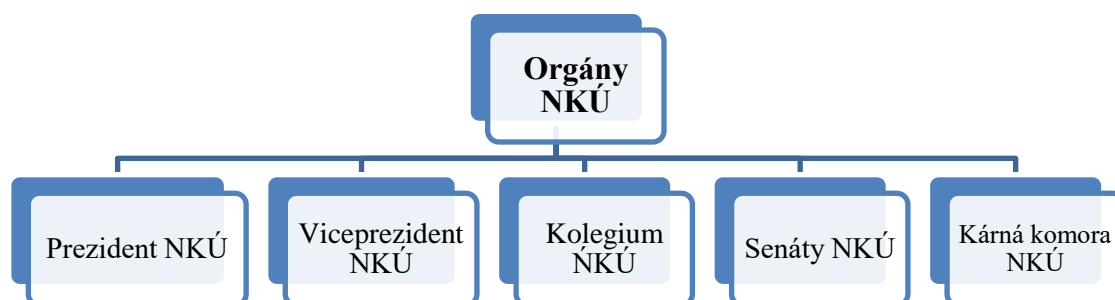 Orgány
NKÚ
Prezident NKÚ
Viceprezident
NKÚ
Kolegium
NKÚ
Senáty NKÚ
Kárná komora
NKÚ